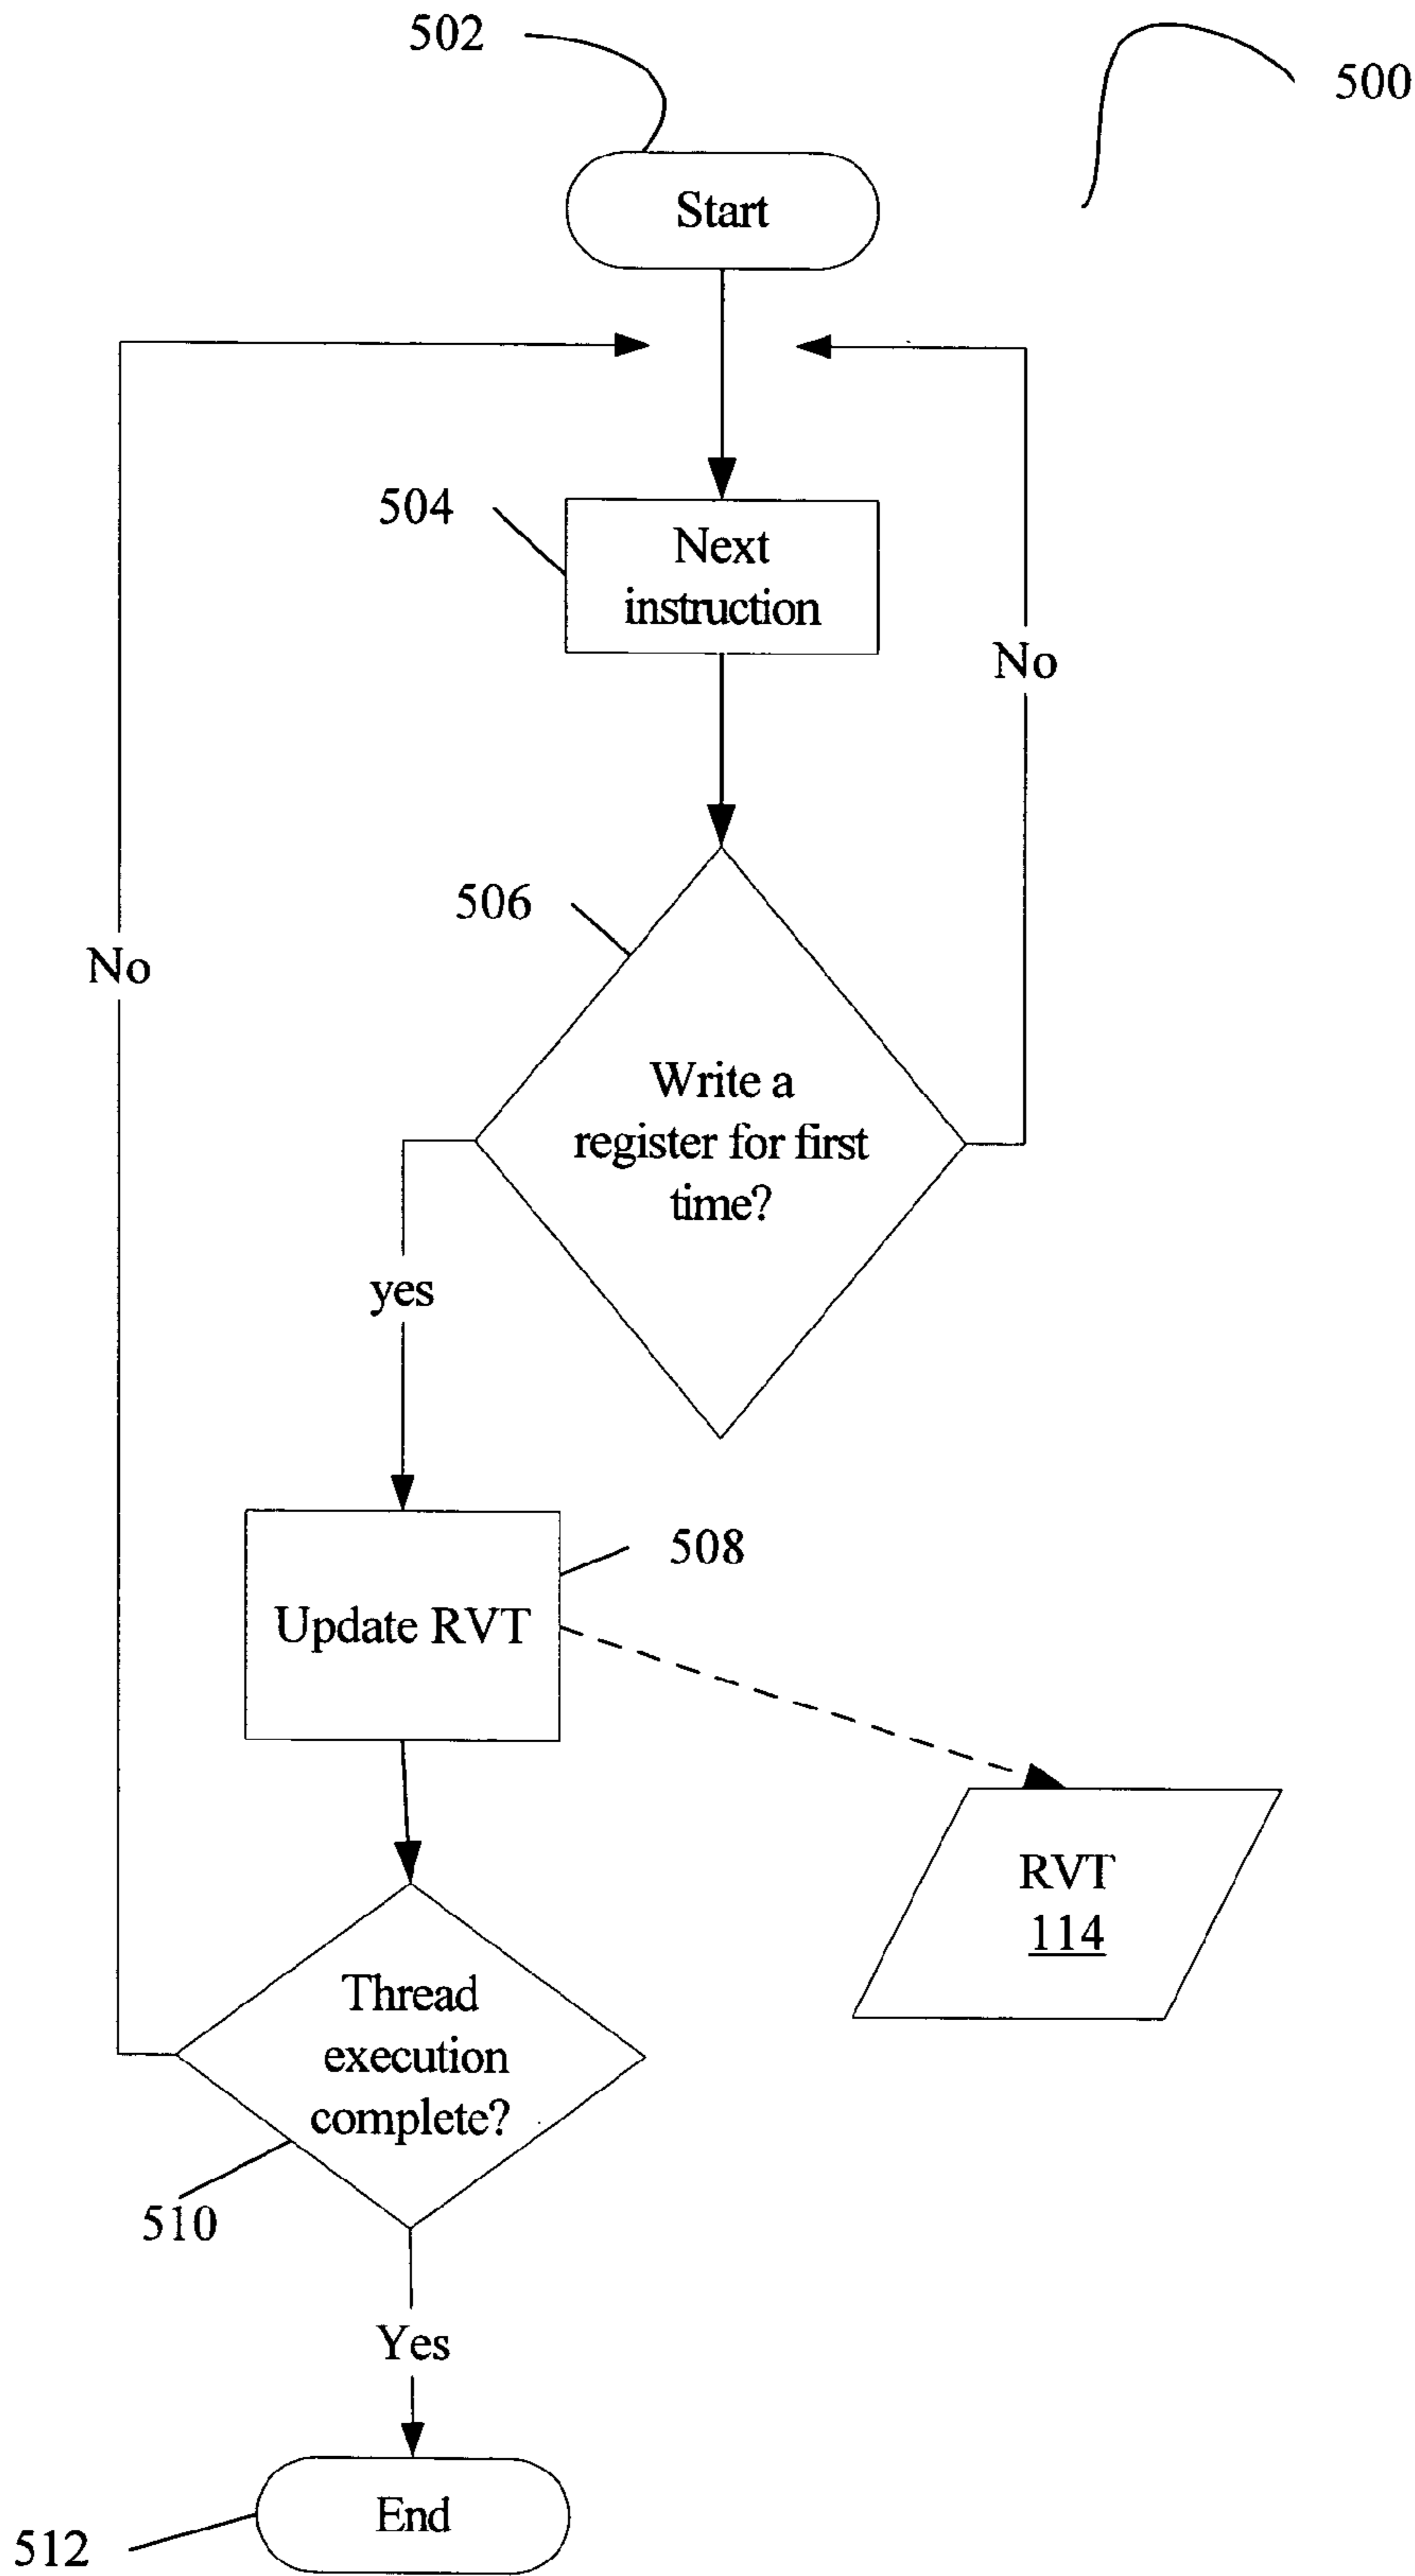 502
500
Start
504
Next
instruction
No
506
No
Write a
register for first
time?
yes
508
Update RVT
RVT
114
Thread
execution
complete?
510
Yes
End
512